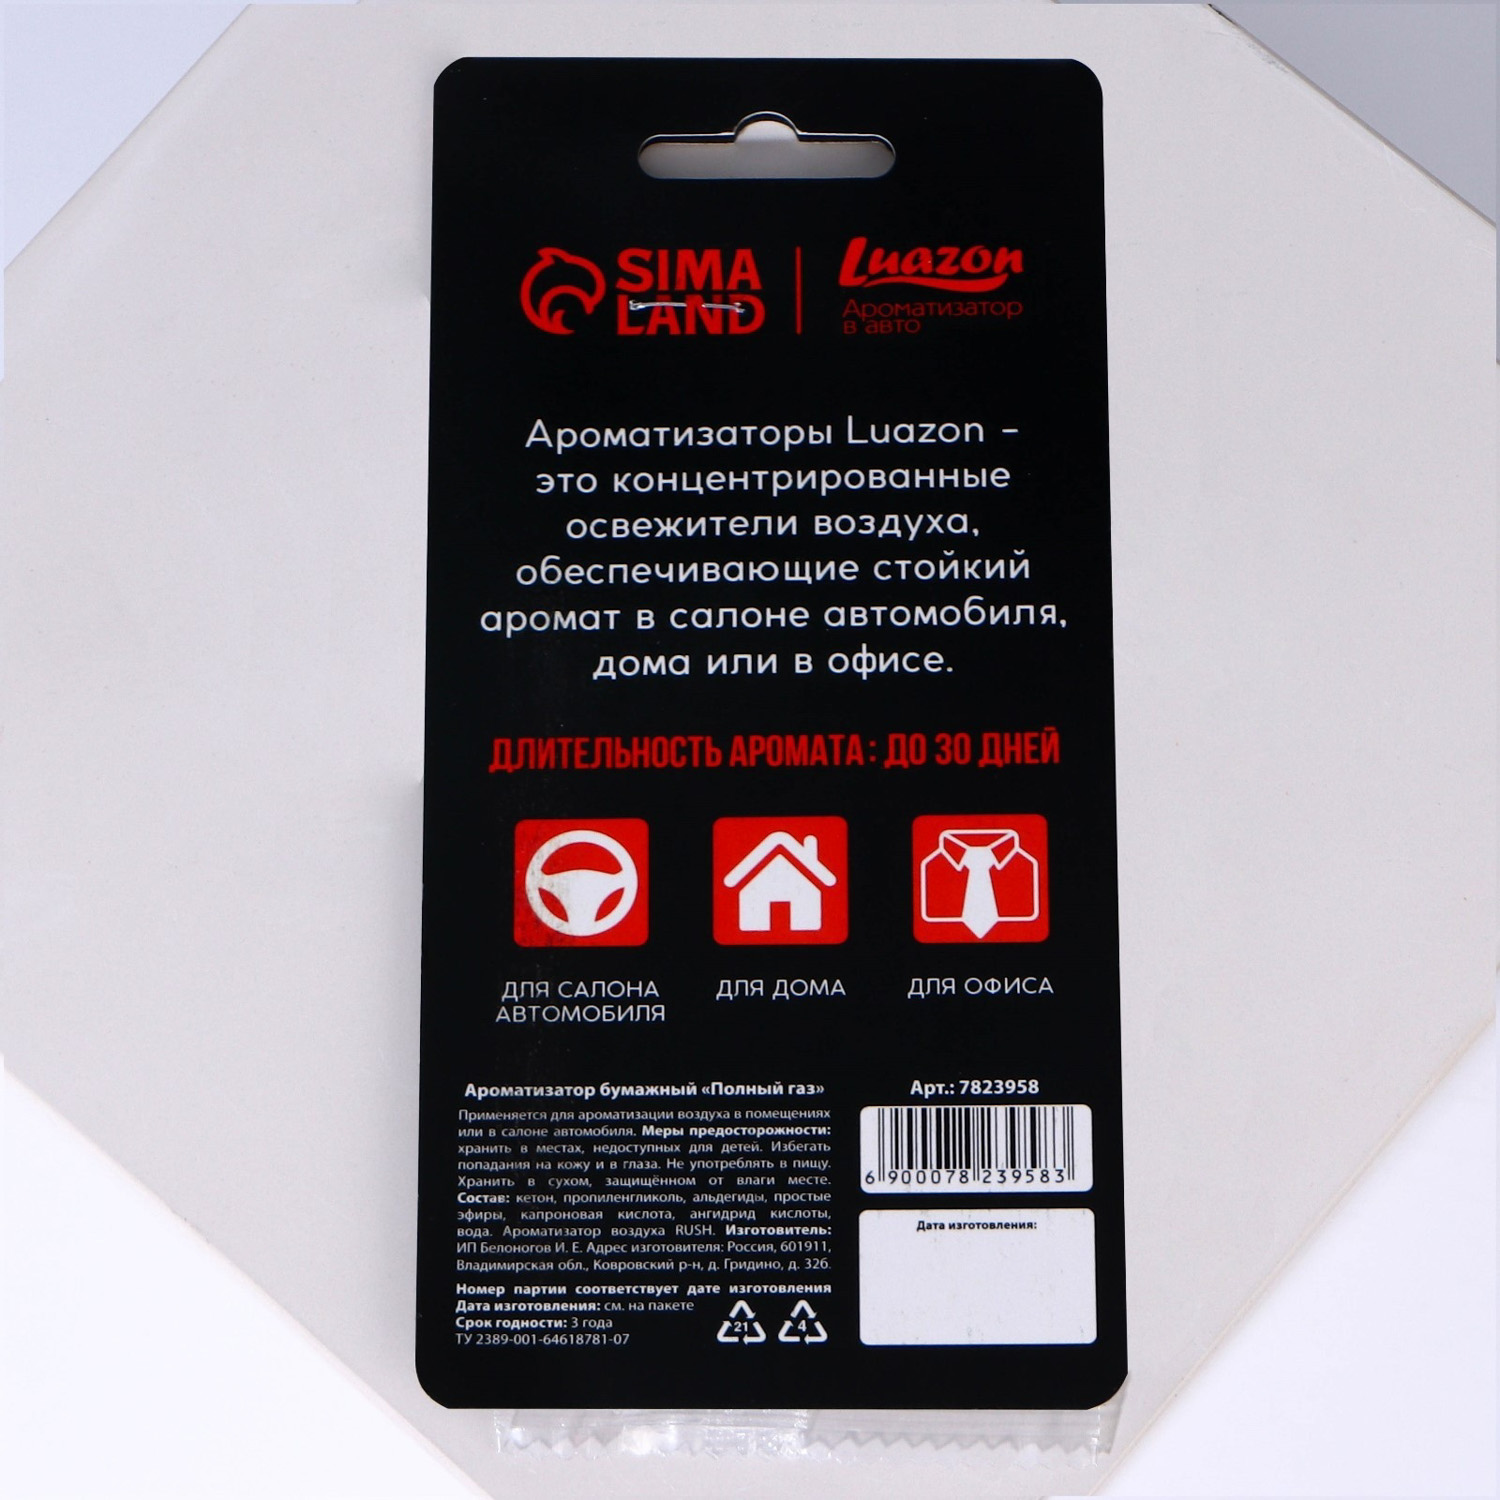 SIMA
LAND
Luazon
Ароматизатор
в авто
Ароматизаторы Luazon –
это концентрированные
освежители воздуха,
обеспечивающие стойкий
аромат в салоне автомобиля,
дома или в офисе.
ДЛИТЕЛЬНОСТЬ АРОМАТА: ДО 30 ДНЕЙ
ДЛЯ САЛОНА
АВТОМОБИЛЯ
ДЛЯ ДОМА
ДЛЯ ОФИСА
Ароматизатор бумажный «Полный газ»
Применяется для ароматизации воздуха в помещениях
или в салоне автомобиля. Меры предосторожности:
хранить в местах, недоступных для детей. Избегать
попадания на кожу и в глаза. Не употреблять в пищу.
Хранить в сухом, защищённом от влаги месте.
Состав: кетон, пропиленгликоль, альдегиды, простые
эфиры, капроновая кислота, ангидрид кислоты,
вода. Ароматизатор воздуха RUSH. Изготовитель:
ИП Белоногов И. Е. Адрес изготовителя: Россия, 601911,
Владимирская обл., Ковровский р-н, д. Гридино, д. 32б.
Номер партии соответствует дате изготовления
Дата изготовления: см. на пакете
Срок годности: 3 года
ТУ 2389-001-64618781-07
21
4
Арт.: 7823958
6 900078 239583
Дата изготовления: